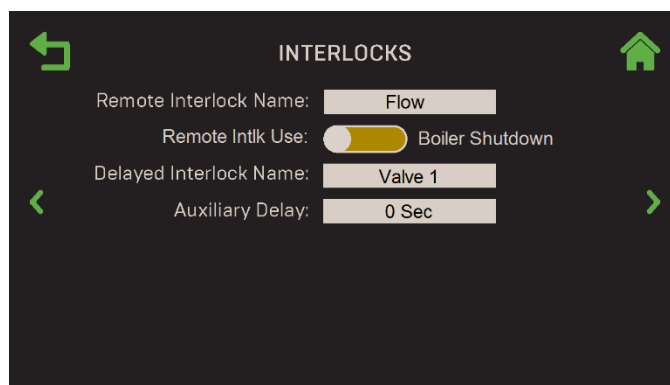 INTERLOCKS
Remote Interlock Name: Flow
Remote Intlk Use: Boiler Shutdown
Delayed Interlock Name: Valve 1
Auxiliary Delay: 0 Sec